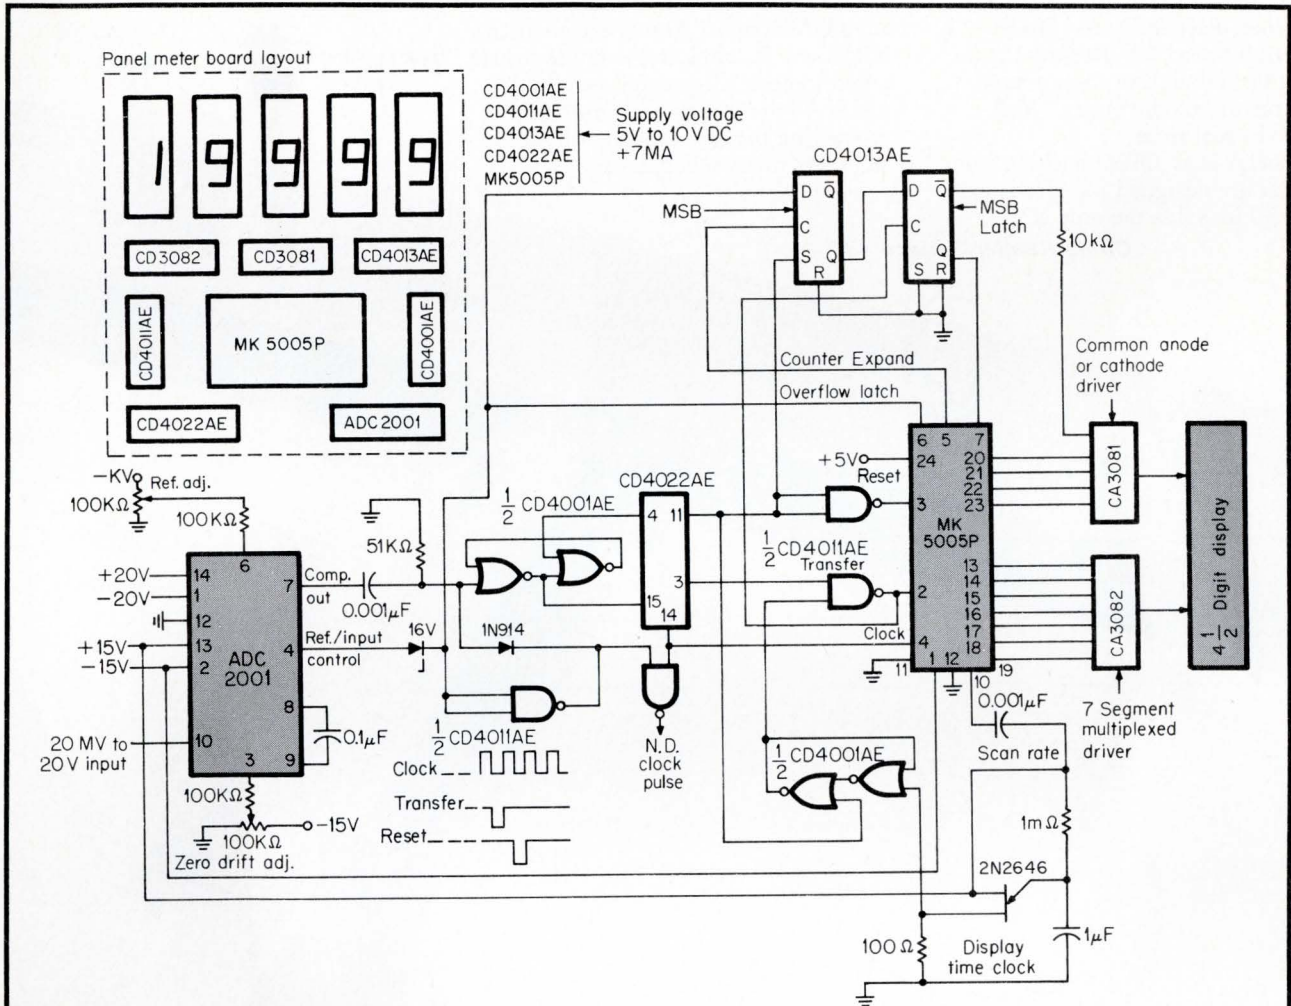 Panel meter board layout
1 9 9 9 9
CD3082
CD3081
CD4013AE
CD4011AE
MK 5005P
CD4001AE
CD4022AE
ADC2001
CD4001AE
CD4011AE
CD4013AE
CD4022AE
MK5005P
Supply voltage
5V to 10V DC
+7MA
CD4013AE
D Q̅
MSB
C
S Q
R
D Q̅
C
Q
S R
MSB
Latch
10kΩ
Counter Expand
Overflow latch
Common anode
or cathode
driver
-KV
Ref. adj.
100KΩ
100KΩ
6
+20V
14
-20V
1
12
+15V
13
-15V
2
ADC
2001
7
4
8
9
10
3
20 MV to
20V input
Comp.
out
0.001μF
51KΩ
Ref./input
control
16V
1N914
0.1μF
100KΩ
100KΩ
-15V
Zero drift adj.
1/2 CD4001AE
1/2 CD4011AE
CD4022AE
4 11
3
15
14
N.D.
clock
pulse
Clock
Transfer
Reset
+5V
Reset
1/2 CD4011AE
Transfer
Clock
6 5 7
24
20
21
22
23
3
MK
5005P
13
14
15
16
17
18
2
4
11
1 12
19
10
CA3081
CA3082
4 1/2 Digit display
0.001μF
Scan rate
7 Segment
multiplexed
driver
1/2 CD4001AE
1mΩ
2N2646
100Ω
Display
time clock
1μF